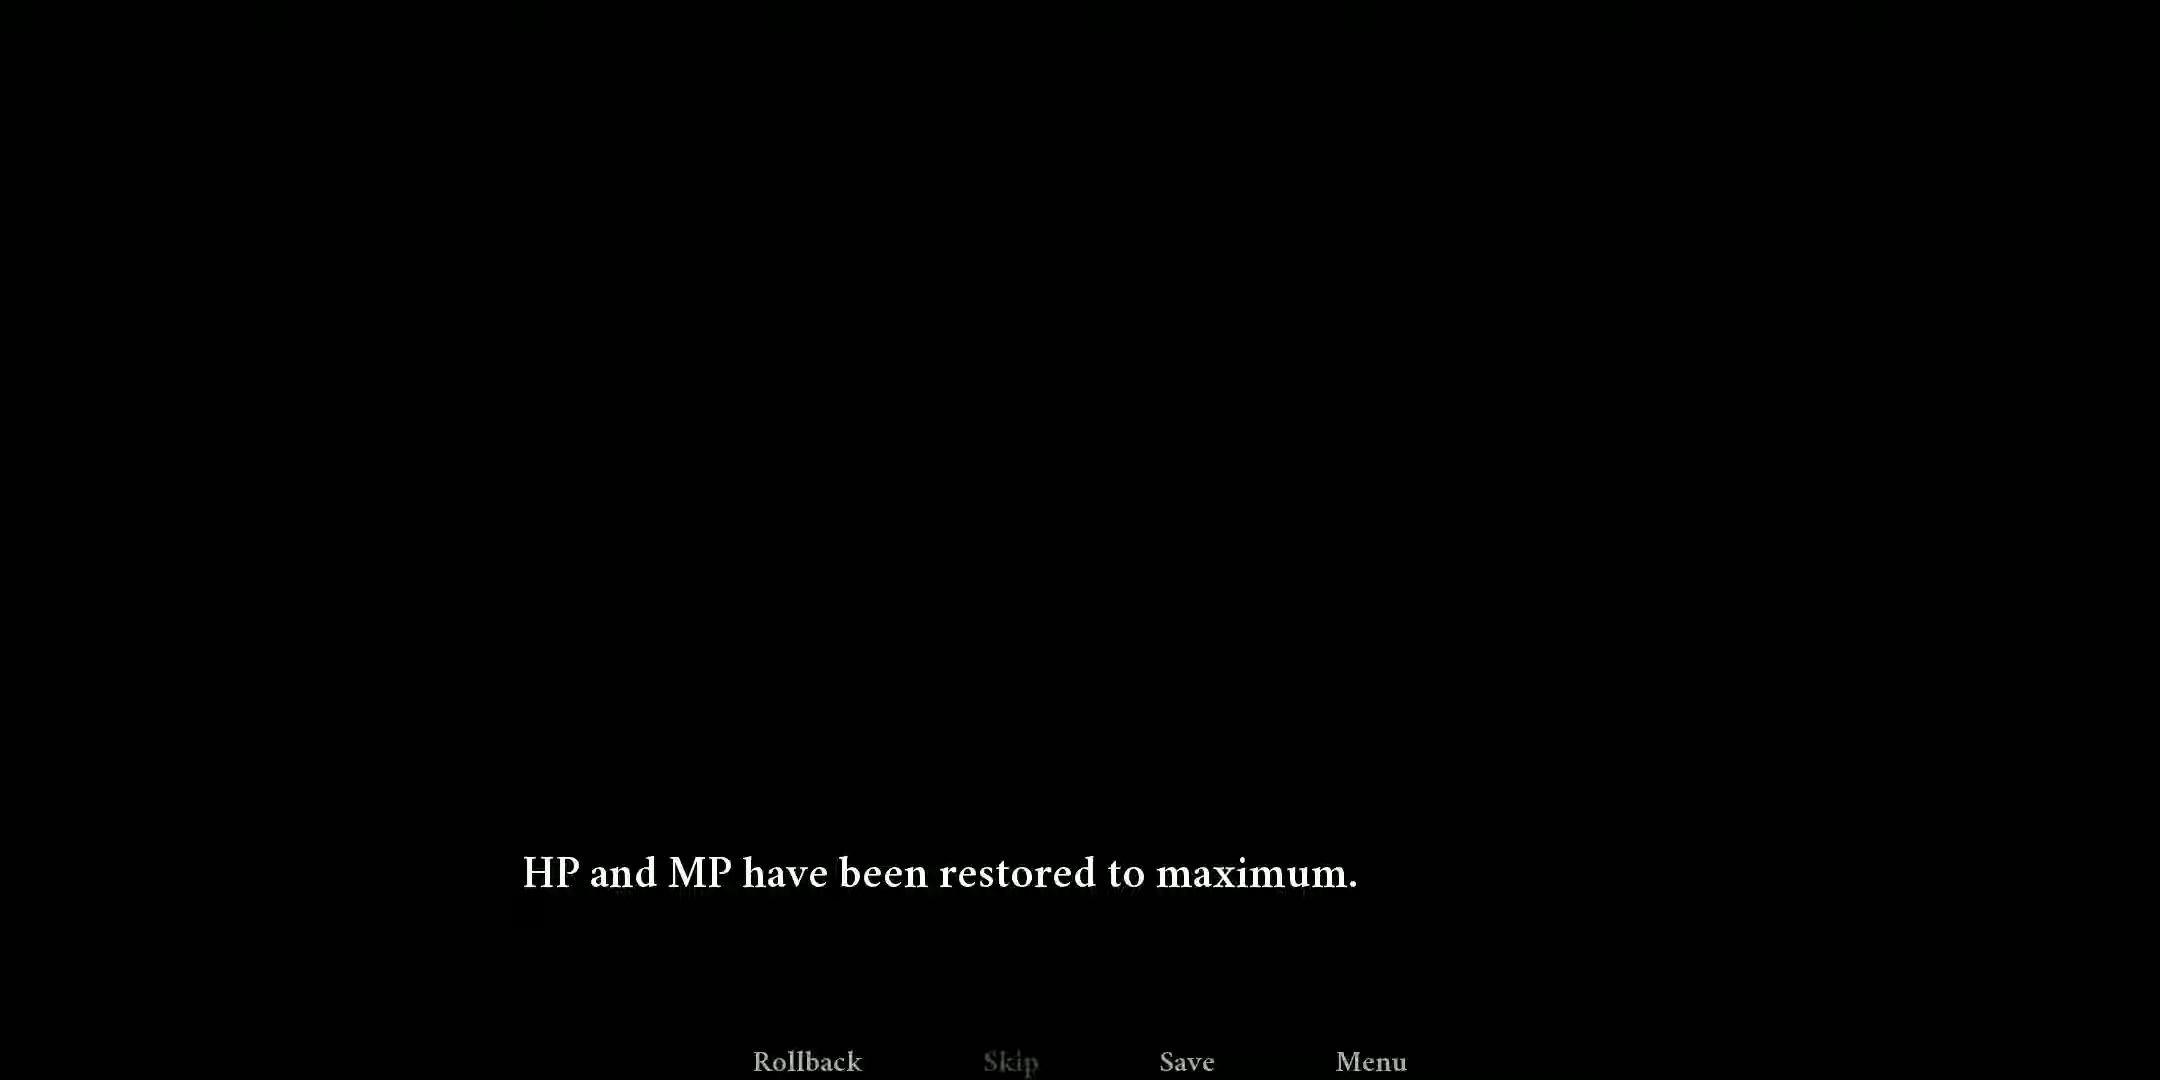 HP and MP have been restored to maximum.
Rollback Skip Save Menu